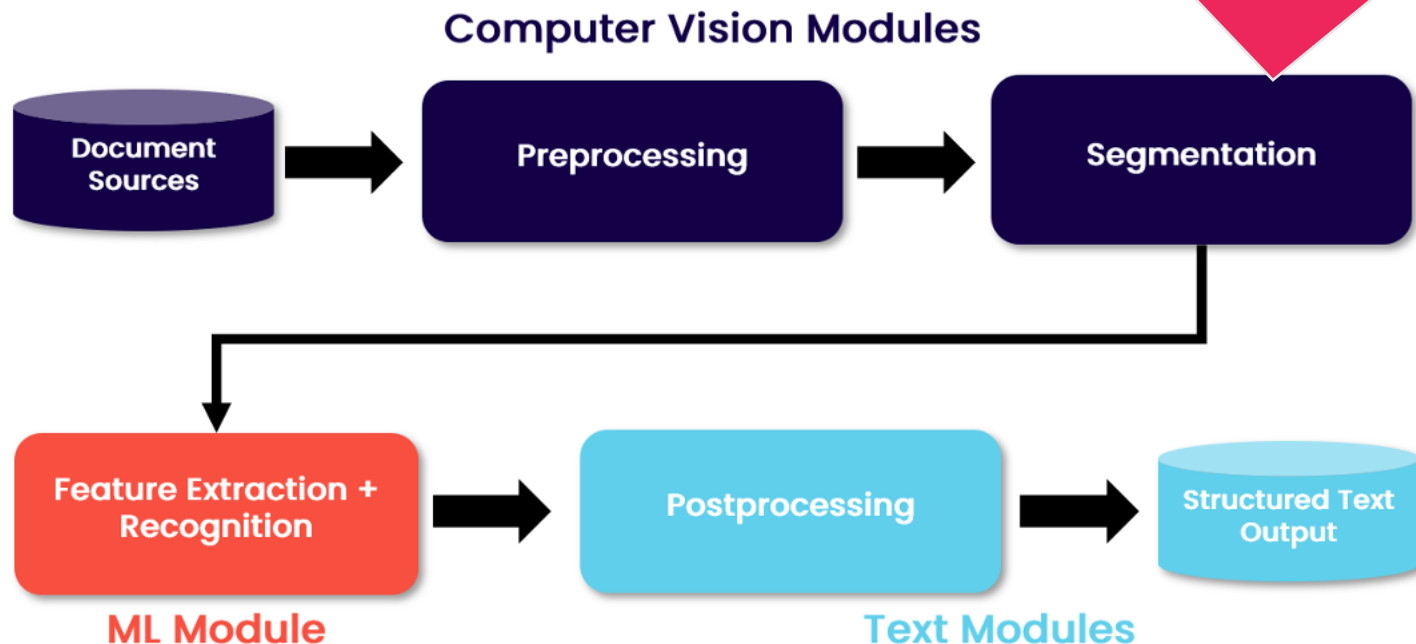 Computer Vision Modules
Document
Sources
Preprocessing
Segmentation
Feature Extraction +
Recognition
Postprocessing
Structured Text
Output
ML Module
Text Modules